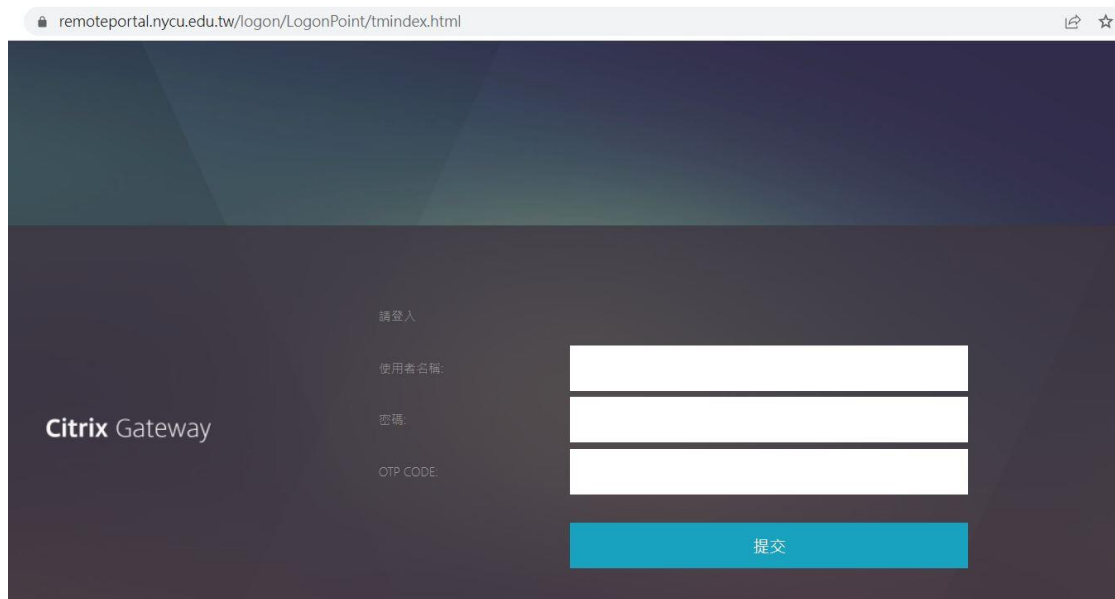 remoteportal.nycu.edu.tw/logon/LogonPoint/tmindex.html
請登入
使用者名稱:
密碼:
Citrix Gateway
OTP CODE:
提交